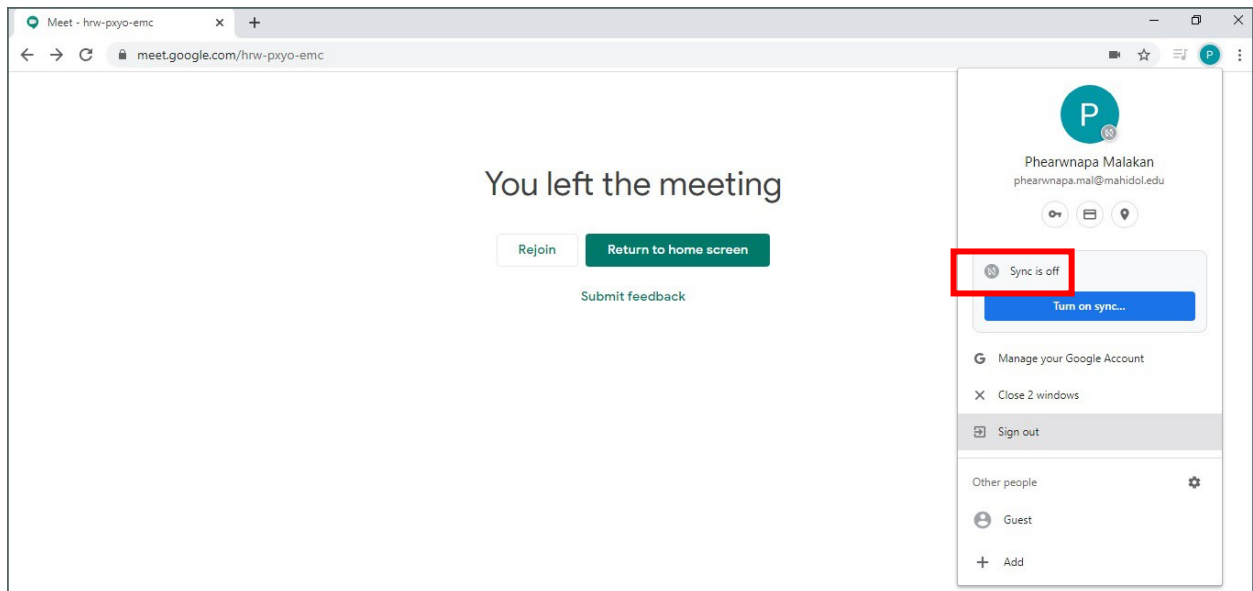 Meet - hrw-pxyo-emc
meet.google.com/hrw-pxyo-emc
P
You left the meeting
Rejoin
Return to home screen
Submit feedback
P
Phearwnapa Malakan
phearwnapa.mal@mahidol.edu
Sync is off
Turn on sync...
G Manage your Google Account
Close 2 windows
Sign out
Other people
Guest
Add